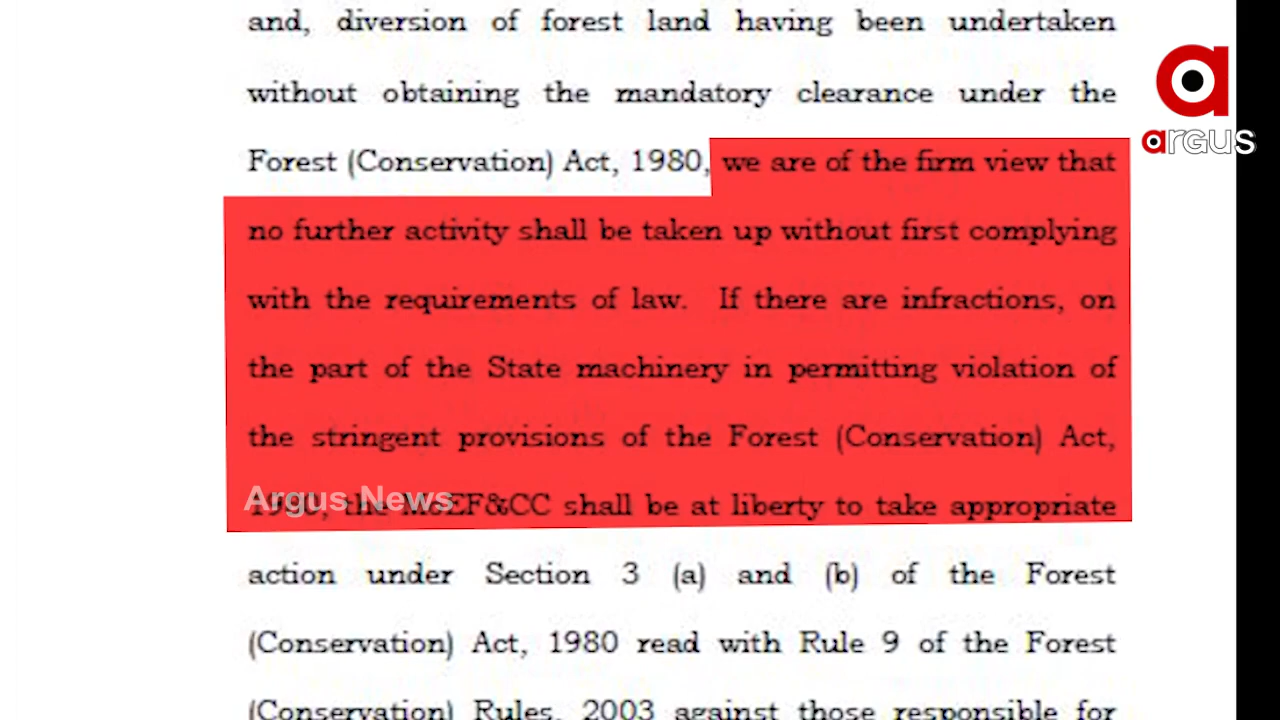 and, diversion of forest land having been undertaken
without obtaining the mandatory clearance under the
Forest (Conservation) Act, 1980, we are of the firm view that
no further activity shall be taken up without first complying
with the requirements of law. If there are infractions, on
the part of the State machinery in permitting violation of
the stringent provisions of the Forest (Conservation) Act,
1980, the MoEF&CC shall be at liberty to take appropriate
action under Section 3 (a) and (b) of the Forest
(Conservation) Act, 1980 read with Rule 9 of the Forest
(Conservation) Rules, 2003 against those responsible for
Argus News
a
argus